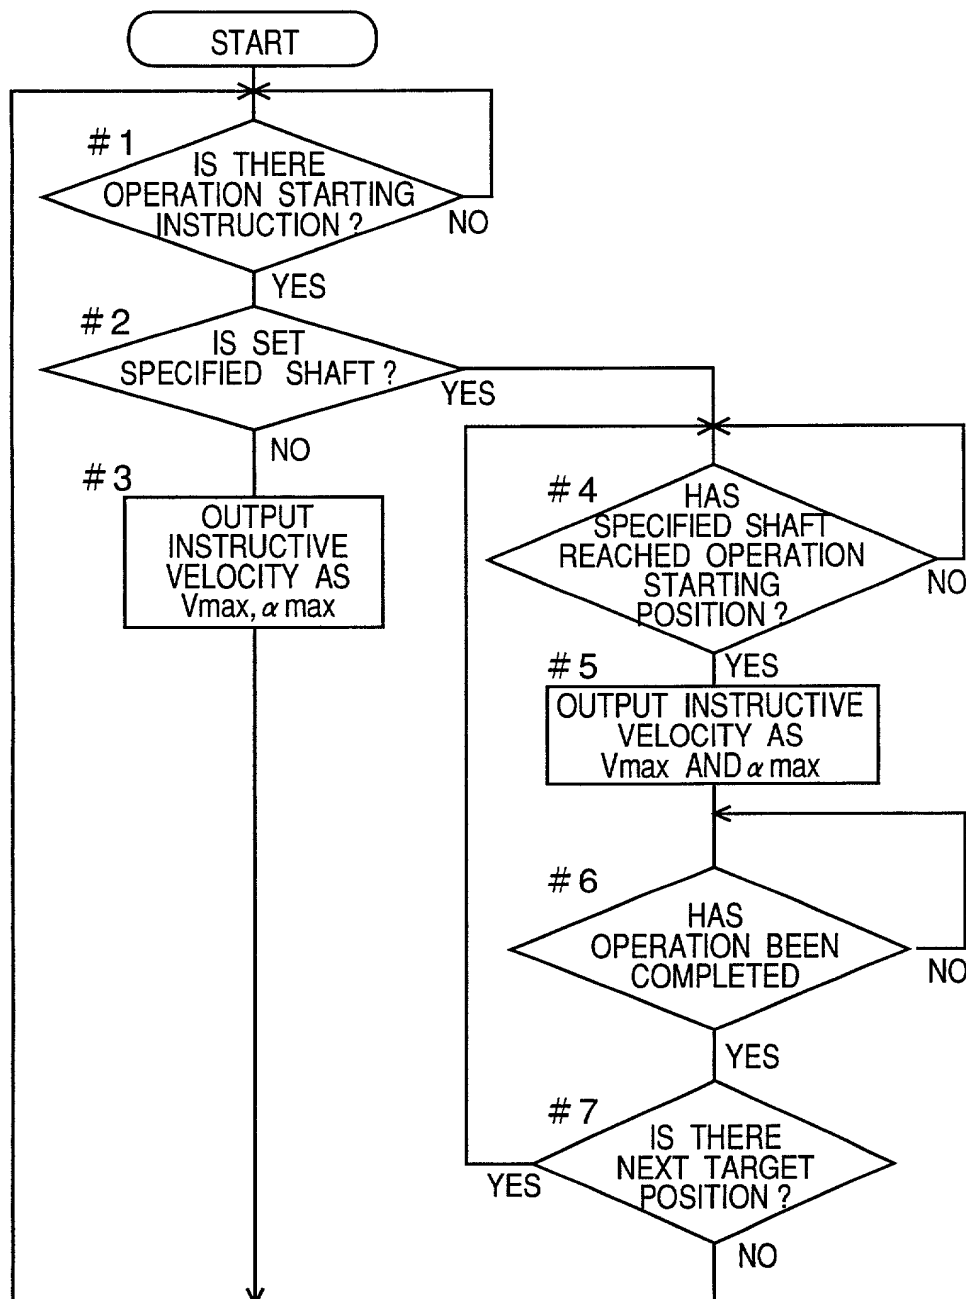 START
#1
IS THERE
OPERATION STARTING
INSTRUCTION?
NO
YES
#2
IS SET
SPECIFIED SHAFT?
YES
NO
#3
OUTPUT
INSTRUCTIVE
VELOCITY AS
Vmax, α max
#4
HAS
SPECIFIED SHAFT
REACHED OPERATION
STARTING
POSITION?
NO
YES
#5
OUTPUT INSTRUCTIVE
VELOCITY AS
Vmax AND α max
#6
HAS
OPERATION BEEN
COMPLETED
NO
YES
#7
IS THERE
NEXT TARGET
POSITION?
YES
NO